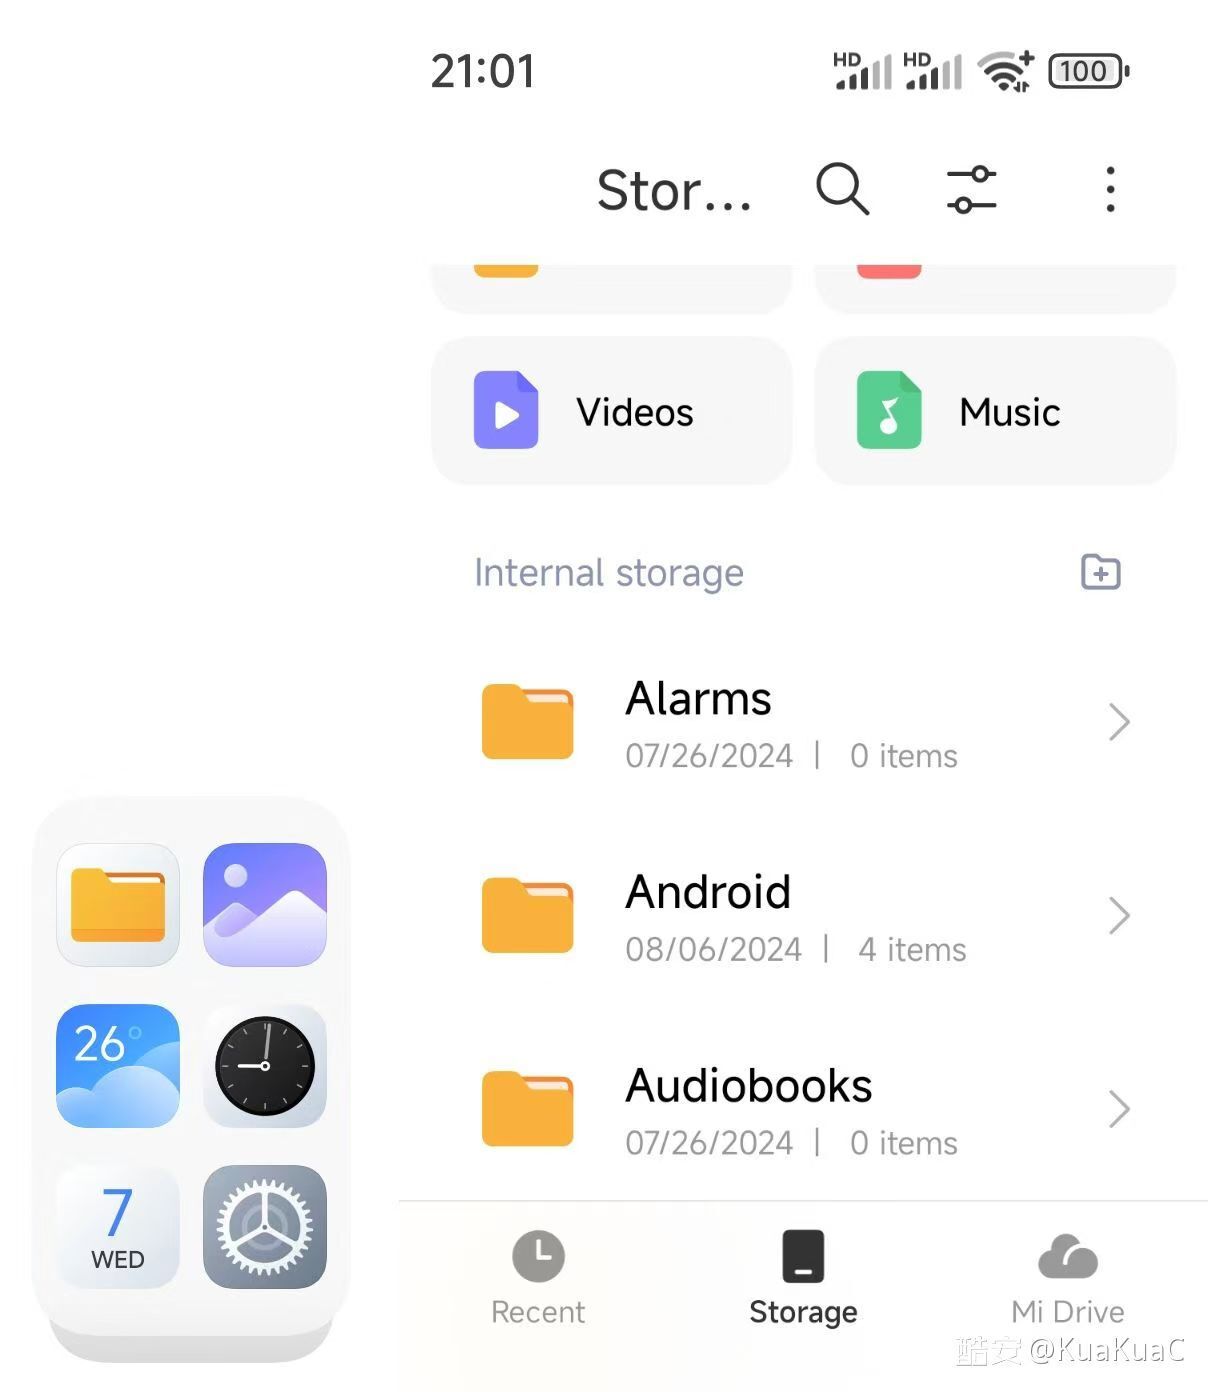 21:01
HD HD 100
Stor...
Videos
Music
Internal storage
Alarms
07/26/2024 | 0 items
Android
08/06/2024 | 4 items
Audiobooks
07/26/2024 | 0 items
26°
7
WED
Recent
Storage
Mi Drive
酷安 @KuaKuaC